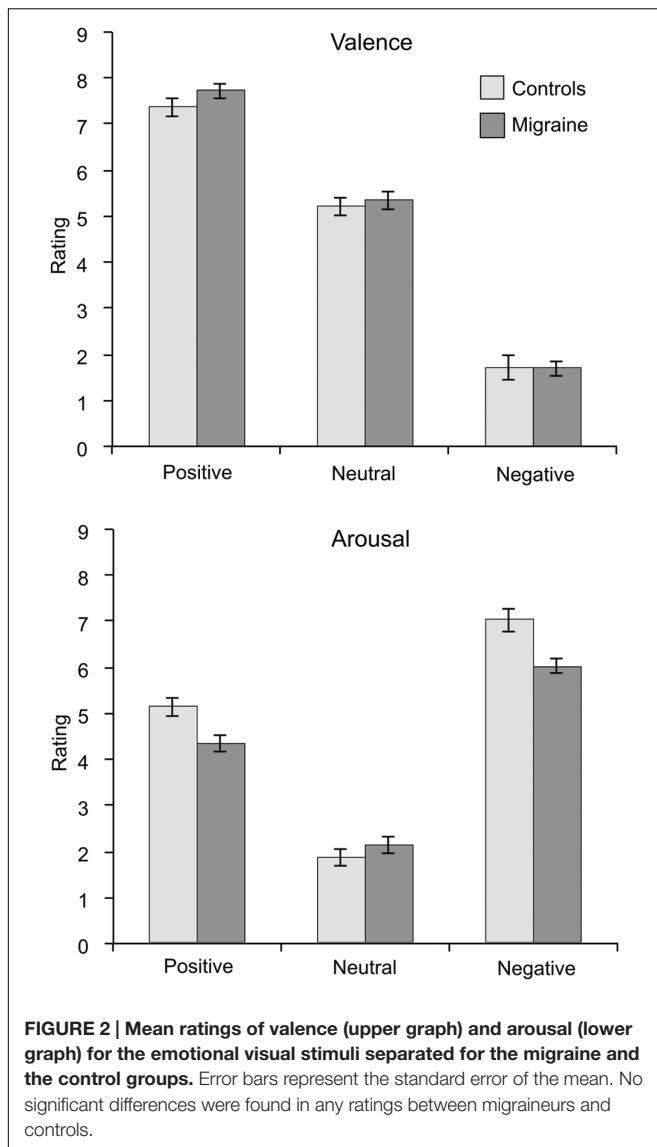 Valence
9
8
7
6
5
4
3
2
1
0
Rating
Controls
Migraine
Positive Neutral Negative
Arousal
9
8
7
6
5
4
3
2
1
0
Rating
Positive Neutral Negative
FIGURE 2 | Mean ratings of valence (upper graph) and arousal (lower
graph) for the emotional visual stimuli separated for the migraine and
the control groups. Error bars represent the standard error of the mean. No
significant differences were found in any ratings between migraineurs and
controls.